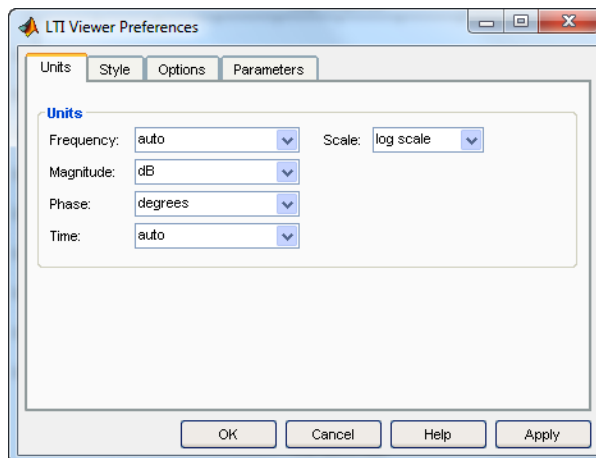 LTI Viewer Preferences
Units Style Options Parameters
Units
Frequency: auto Scale: log scale
Magnitude: dB
Phase: degrees
Time: auto
OK Cancel Help Apply